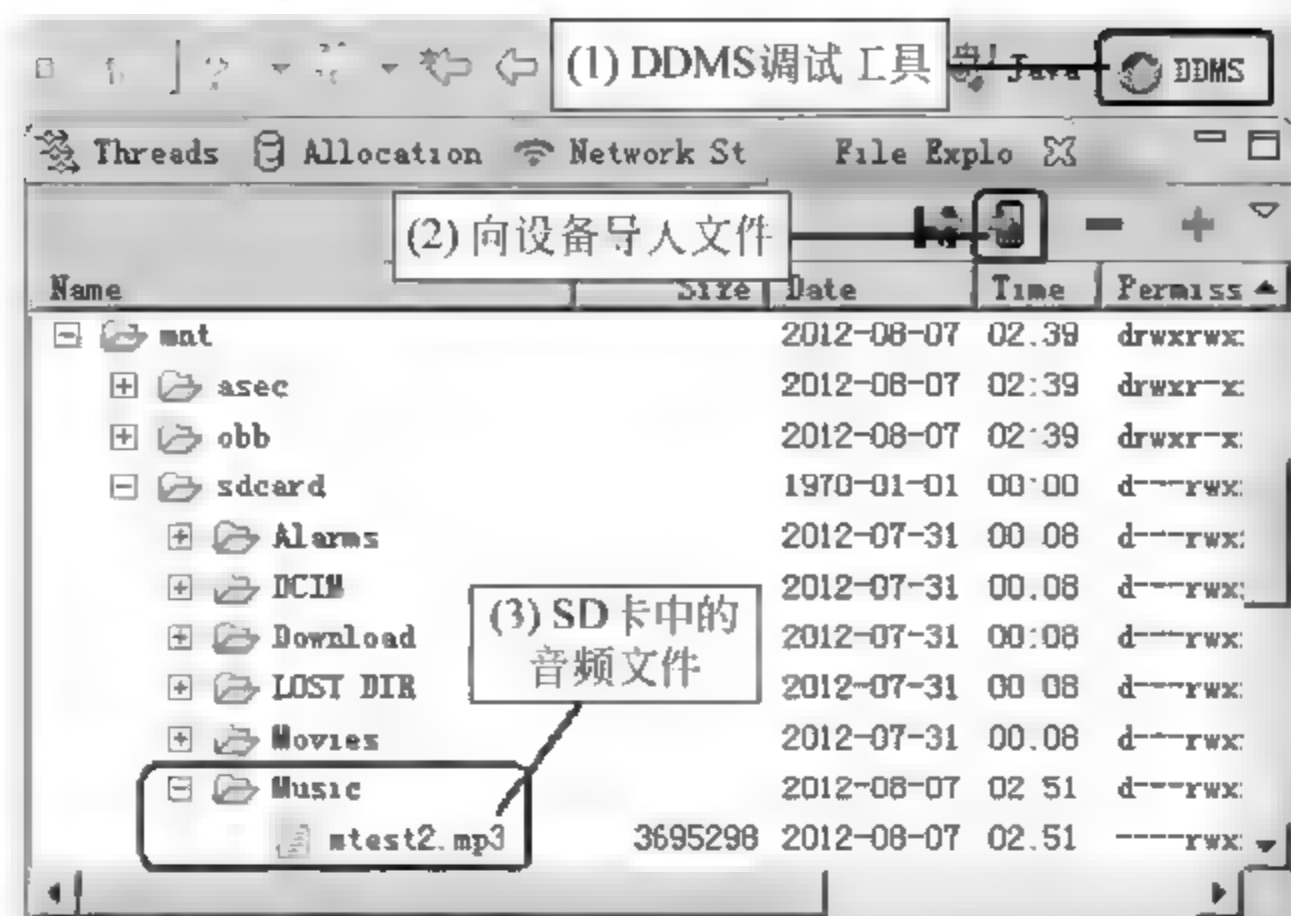 (1) DDMS调试工具 Java DDMS
Threads Allocation Network St File Explo
(2) 向设备导入文件
Name Size Date Time Permiss
mnt 2012-08-07 02:39 drwxrwx
asec 2012-08-07 02:39 drwxr-x
obb 2012-08-07 02:39 drwxr-x
sdcard 1970-01-01 00:00 d---rwx
Alarms 2012-07-31 00:08 d---rwx
DCIM 2012-07-31 00:08 d---rwx
(3) SD卡中的
音频文件
Download 2012-07-31 00:08 d---rwx
LOST DIR 2012-07-31 00:08 d---rwx
Movies 2012-07-31 00:08 d---rwx
Music 2012-08-07 02:51 d---rwx
mtest2.mp3 3695298 2012-08-07 02:51 ----rwx